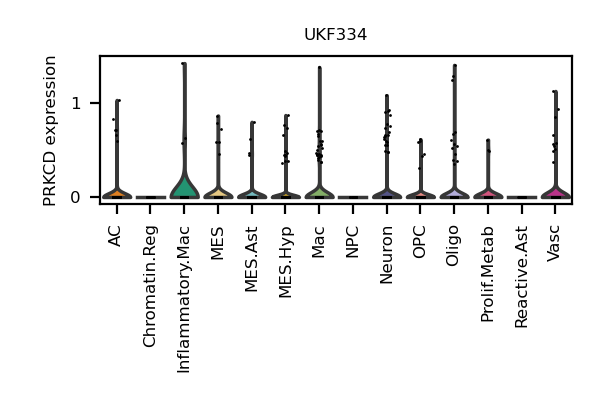 UKF334
PRKCD expression
1
0
AC
Chromatin.Reg
Inflammatory.Mac
MES
MES.Ast
MES.Hyp
Mac
NPC
Neuron
OPC
Oligo
Prolif.Metab
Reactive.Ast
Vasc